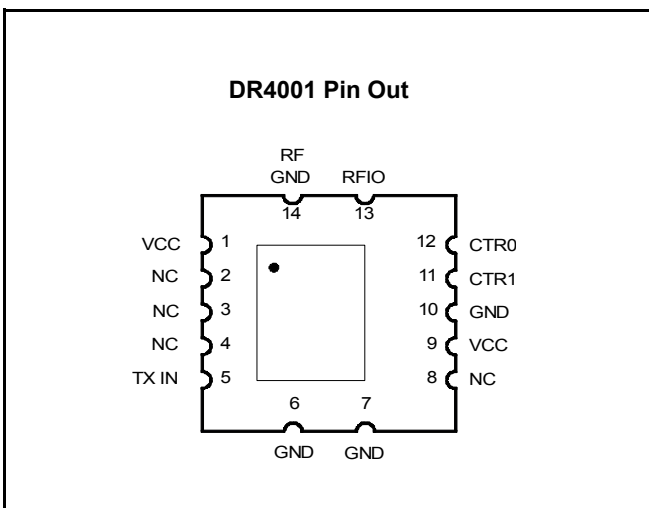 DR4001 Pin Out
RF
GND RFIO
14 13
VCC 1 12 CTR0
NC 2 11 CTR1
NC 3 10 GND
NC 4 9 VCC
TX IN 5 8 NC
6 7
GND GND